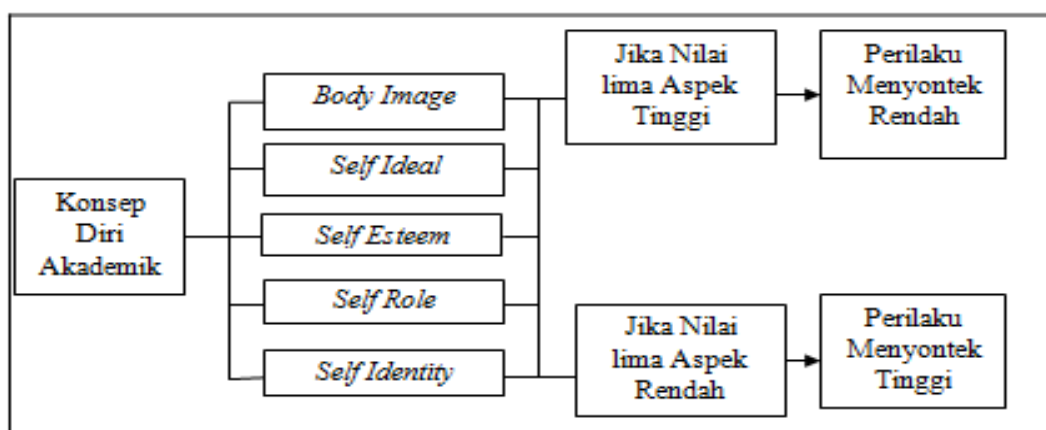 Konsep
Diri
Akademik
Body Image
Self Ideal
Self Esteem
Self Role
Self Identity
Jika Nilai
lima Aspek
Tinggi
Perilaku
Menyontek
Rendah
Jika Nilai
lima Aspek
Rendah
Perilaku
Menyontek
Tinggi